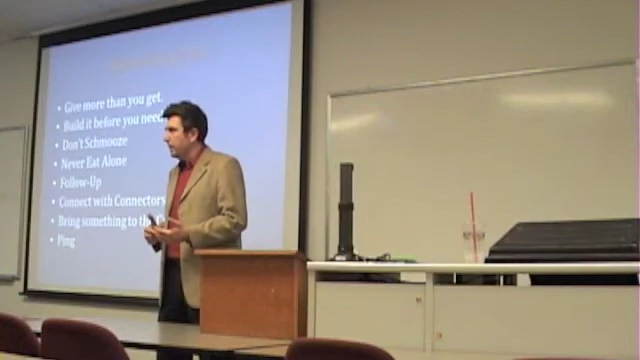 • Give more than you get.
• Build it before you need
• Don't Schmooze
• Never Eat Alone
• Follow-Up
• Connect with Connectors
• Bring something to the
• Ping